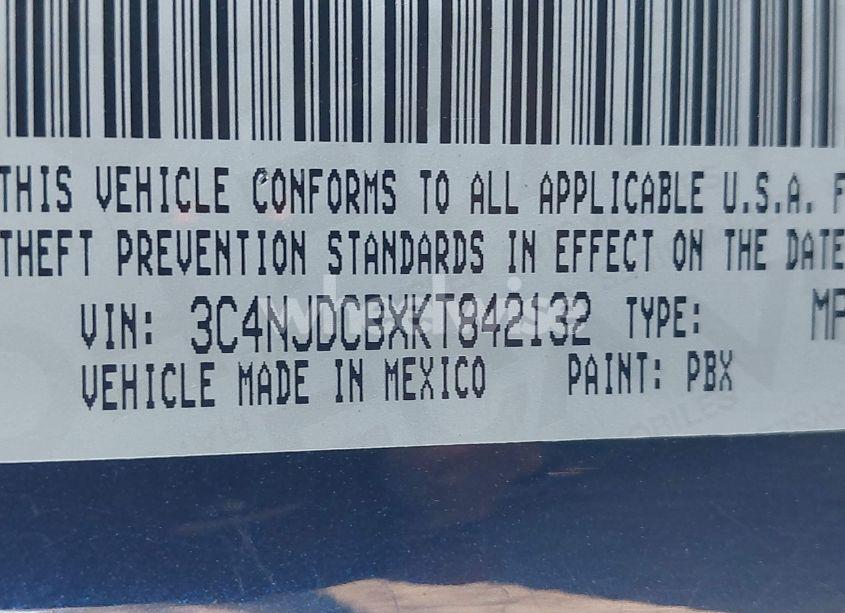 THIS VEHICLE CONFORMS TO ALL APPLICABLE U.S.A. F
THEFT PREVENTION STANDARDS IN EFFECT ON THE DATE
VIN: 3C4NJDCBXKT842132 TYPE: MP
VEHICLE MADE IN MEXICO PAINT: PBX